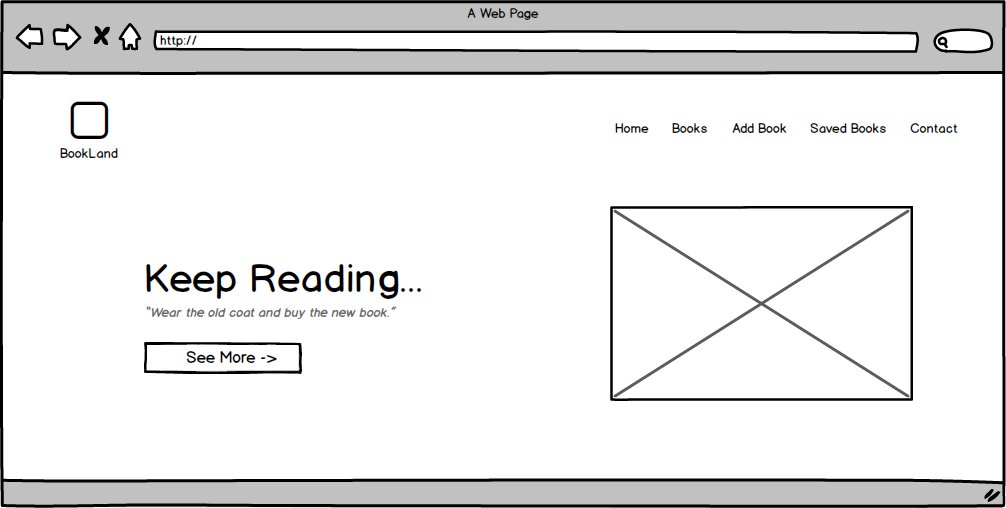 A Web Page
http://
BookLand
Home Books Add Book Saved Books Contact
Keep Reading...
"Wear the old coat and buy the new book."
See More ->